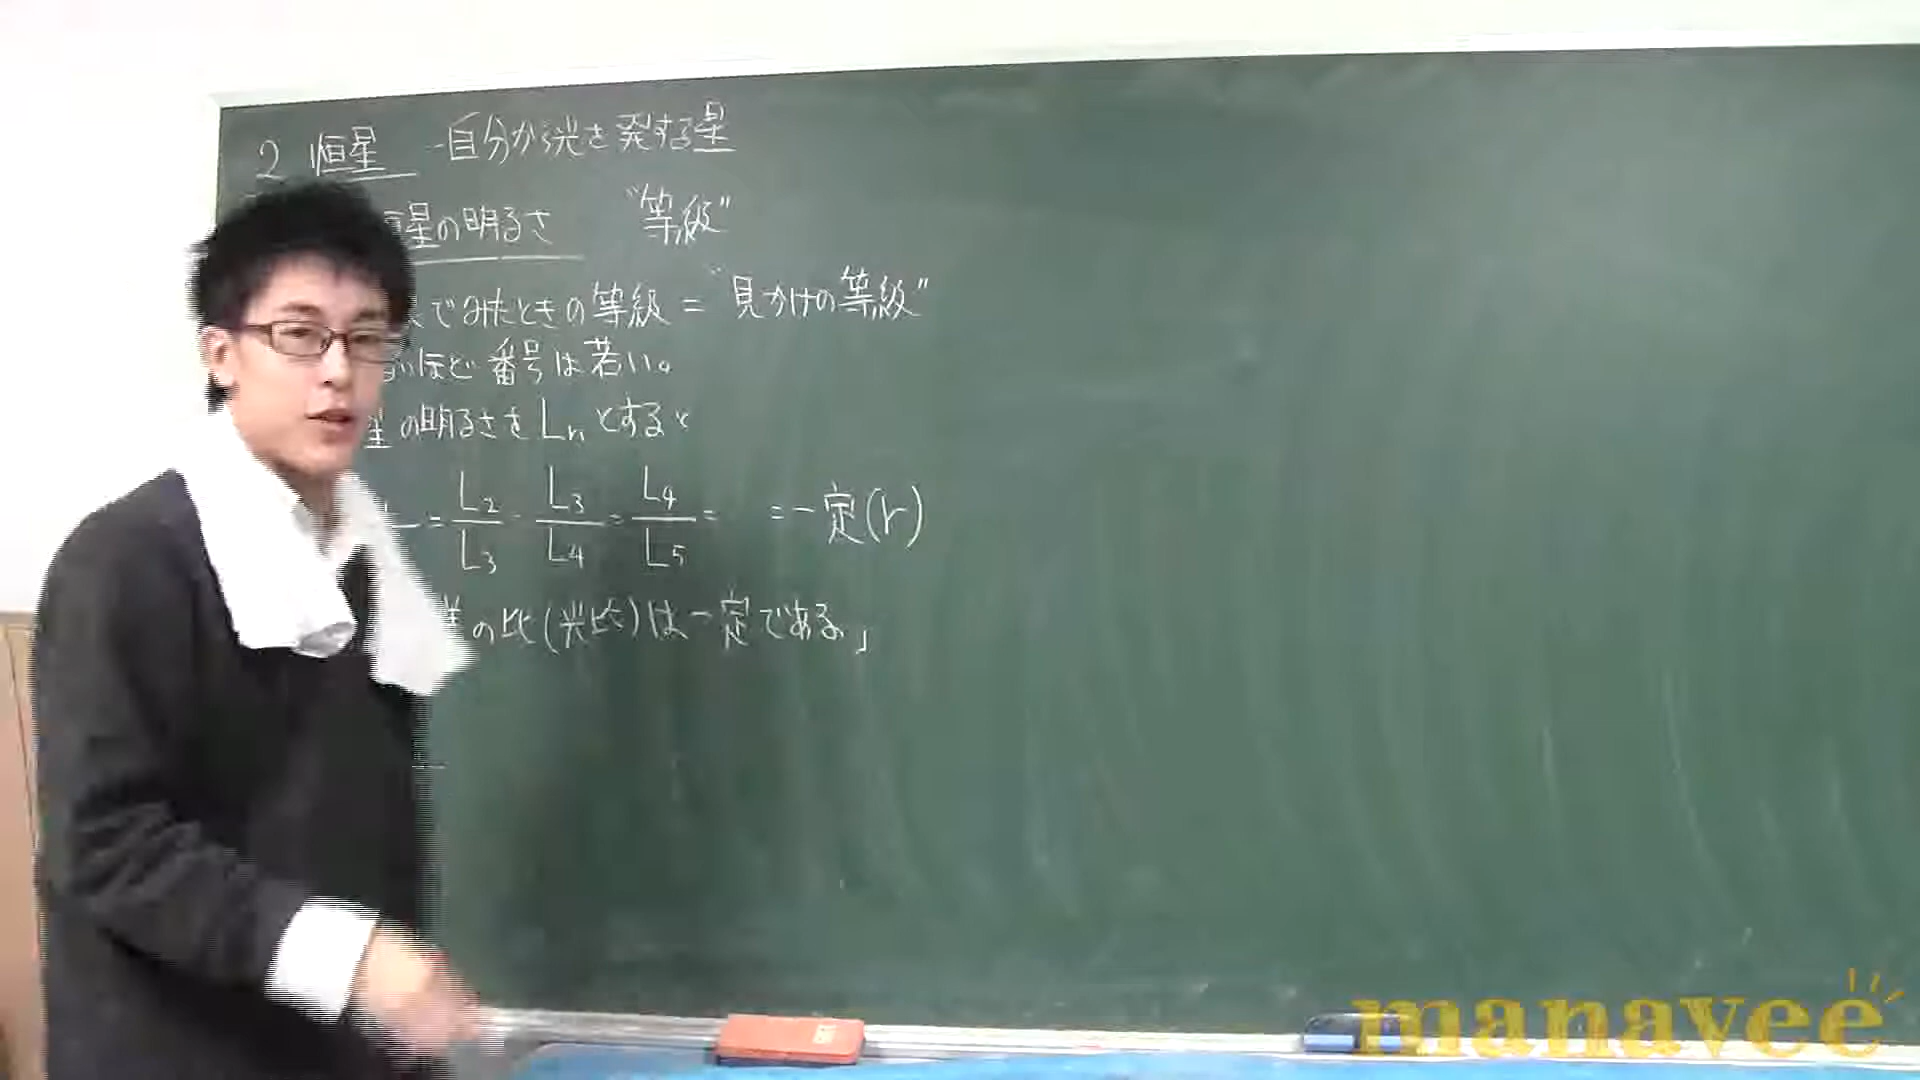 2 恒星 -自分から光を発する星
恒星の明るさ "等級"
でみたときの等級 = "見かけの等級"
いほど番号は若い。
の明るさを Ln とすると
= L2/L3 = L3/L4 = L4/L5 = =一定(r)
の比(光比)は一定である。」
manavee